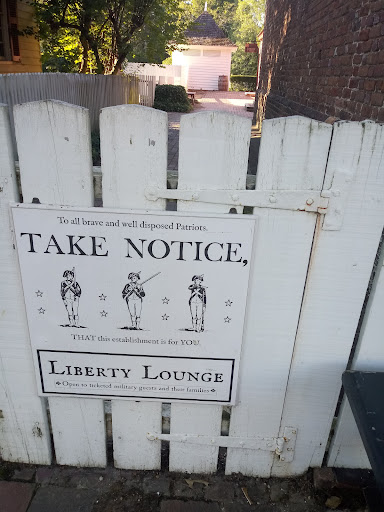 To all brave and well disposed Patriots.
TAKE NOTICE,
THAT this establishment is for YOU.
LIBERTY LOUNGE
Open to ticketed military guests and their families